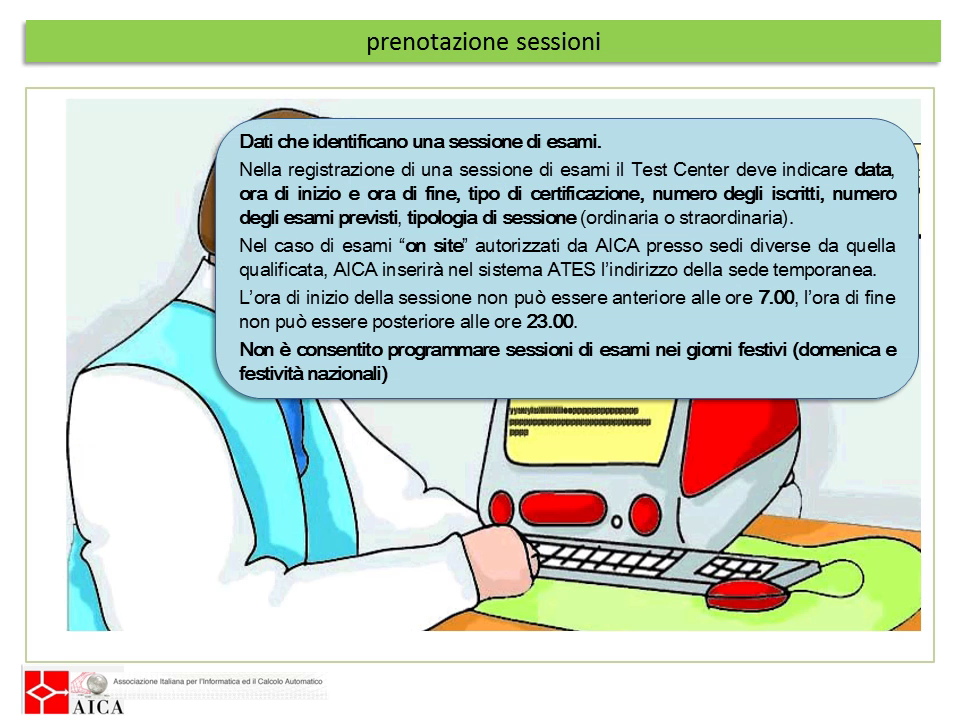 prenotazione sessioni
Dati che identificano una sessione di esami.
Nella registrazione di una sessione di esami il Test Center deve indicare data,
ora di inizio e ora di fine, tipo di certificazione, numero degli iscritti, numero
degli esami previsti, tipologia di sessione (ordinaria o straordinaria).
Nel caso di esami “on site” autorizzati da AICA presso sedi diverse da quella
qualificata, AICA inserirà nel sistema ATES l’indirizzo della sede temporanea.
L’ora di inizio della sessione non può essere anteriore alle ore 7.00, l’ora di fine
non può essere posteriore alle ore 23.00.
Non è consentito programmare sessioni di esami nei giorni festivi (domenica e
festività nazionali)
Associazione Italiana per l'Informatica ed il Calcolo Automatico
AICA